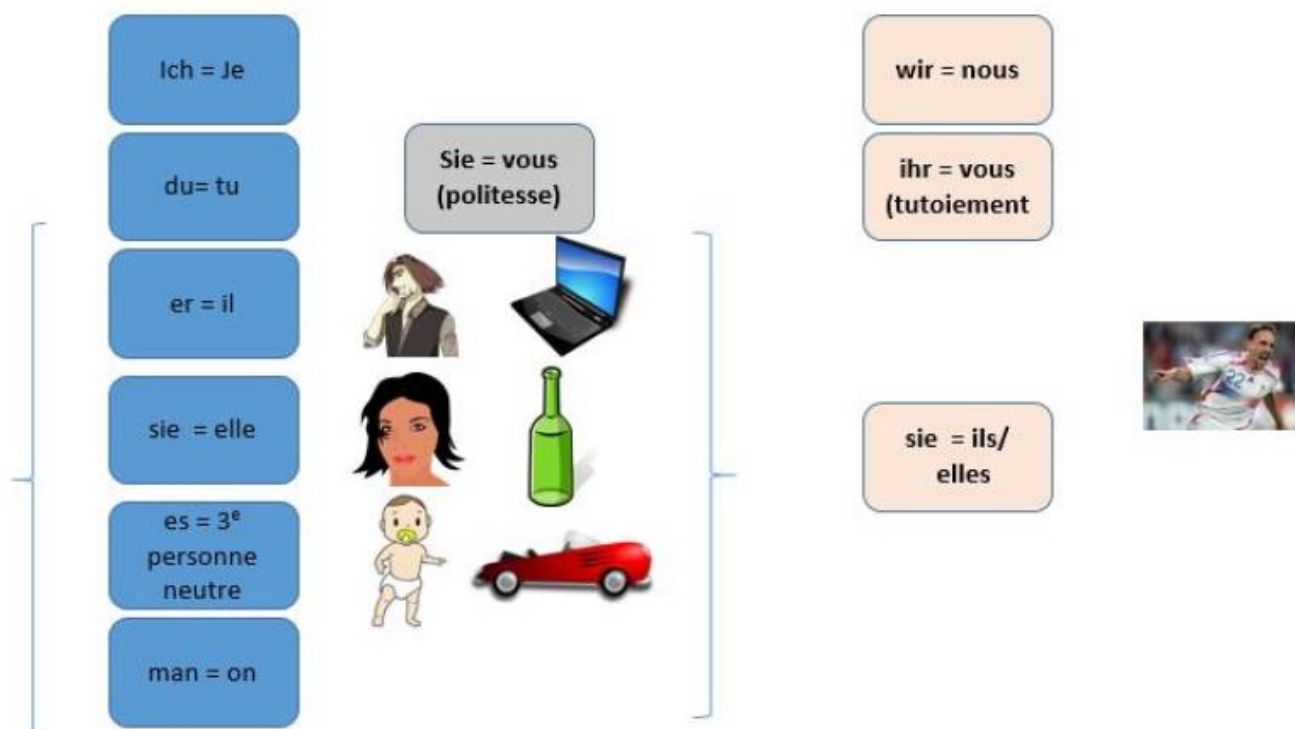 Ich = Je
du= tu
er = il
sie = elle
es = 3e
personne
neutre
man = on
Sie = vous
(politesse)
wir = nous
ihr = vous
(tutoiement
sie = ils/
elles
22